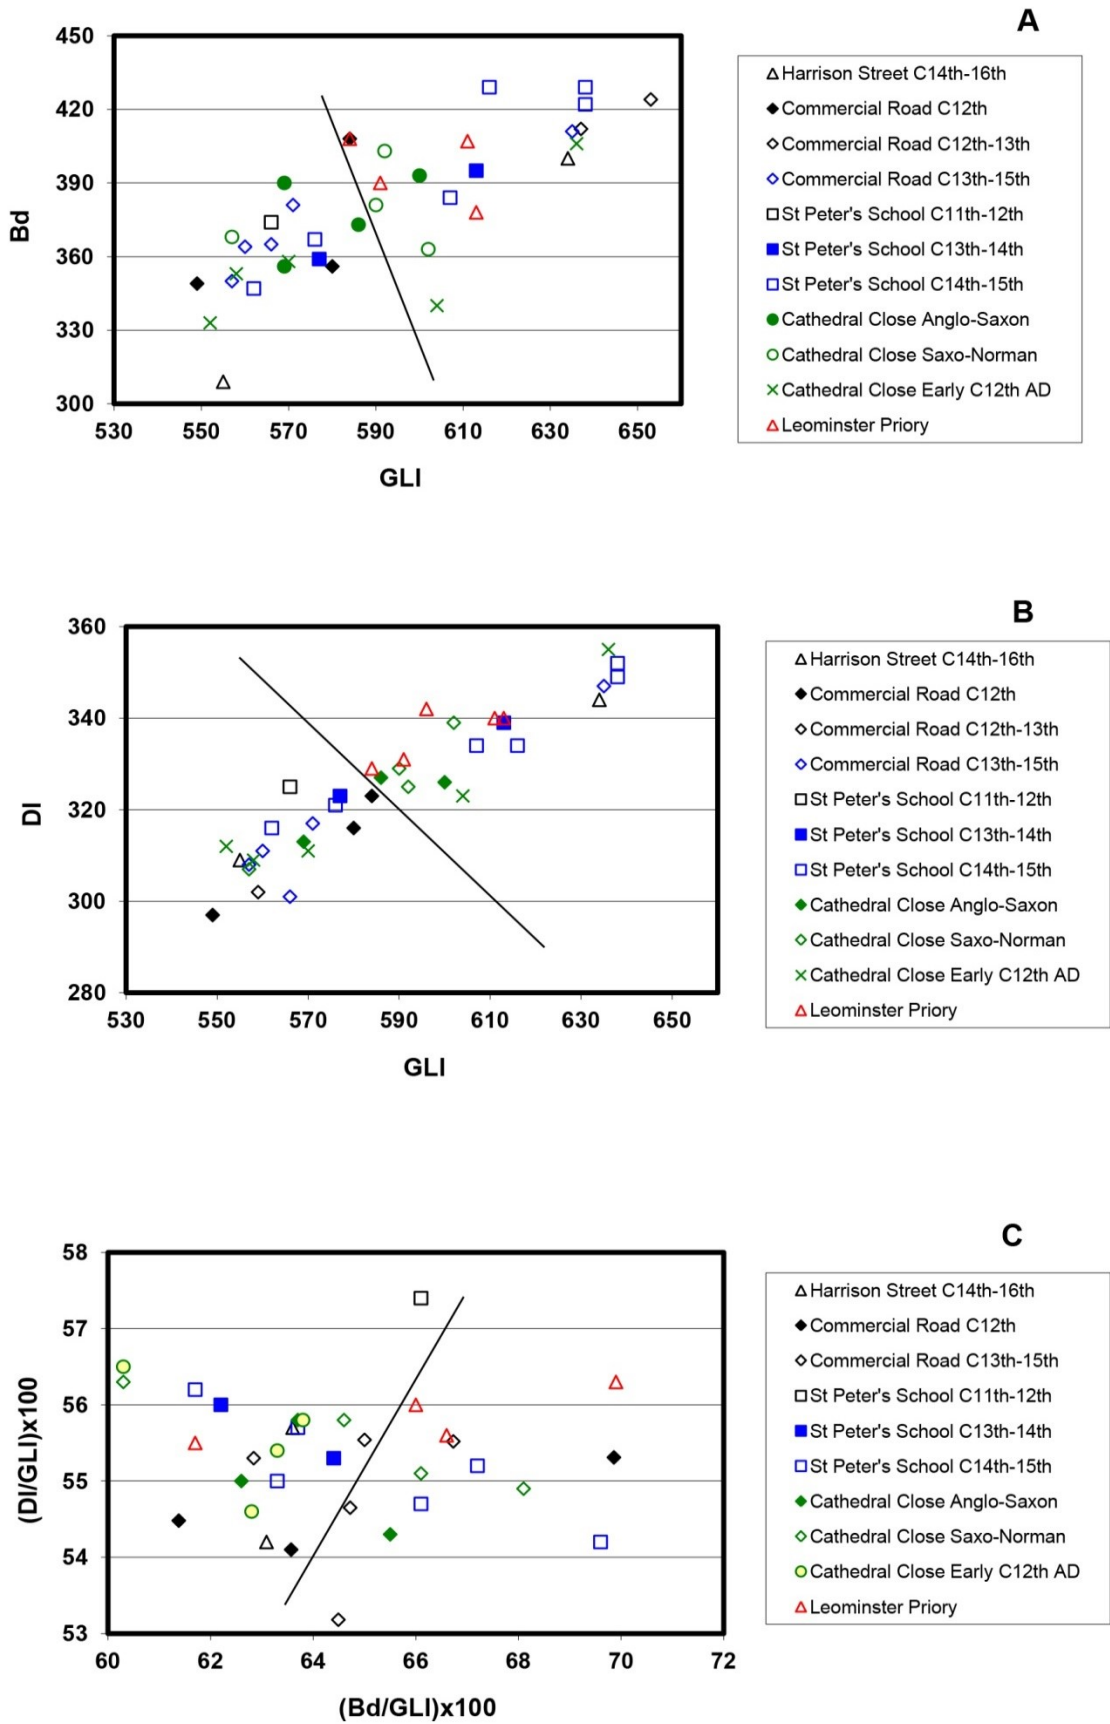 A
450
420
390
360
330
300
Bd
530
550
570
590
610
630
650
GLI
Harrison Street C14th-16th
Commercial Road C12th
Commercial Road C12th-13th
Commercial Road C13th-15th
St Peter's School C11th-12th
St Peter's School C13th-14th
St Peter's School C14th-15th
Cathedral Close Anglo-Saxon
Cathedral Close Saxo-Norman
Cathedral Close Early C12th AD
Leominster Priory
B
360
340
320
300
280
Dl
530
550
570
590
610
630
650
GLI
Harrison Street C14th-16th
Commercial Road C12th
Commercial Road C12th-13th
Commercial Road C13th-15th
St Peter's School C11th-12th
St Peter's School C13th-14th
St Peter's School C14th-15th
Cathedral Close Anglo-Saxon
Cathedral Close Saxo-Norman
Cathedral Close Early C12th AD
Leominster Priory
C
58
57
56
55
54
53
(Dl/GLI)x100
60
62
64
66
68
70
72
(Bd/GLI)x100
Harrison Street C14th-16th
Commercial Road C12th
Commercial Road C13th-15th
St Peter's School C11th-12th
St Peter's School C13th-14th
St Peter's School C14th-15th
Cathedral Close Anglo-Saxon
Cathedral Close Saxo-Norman
Cathedral Close Early C12th AD
Leominster Priory